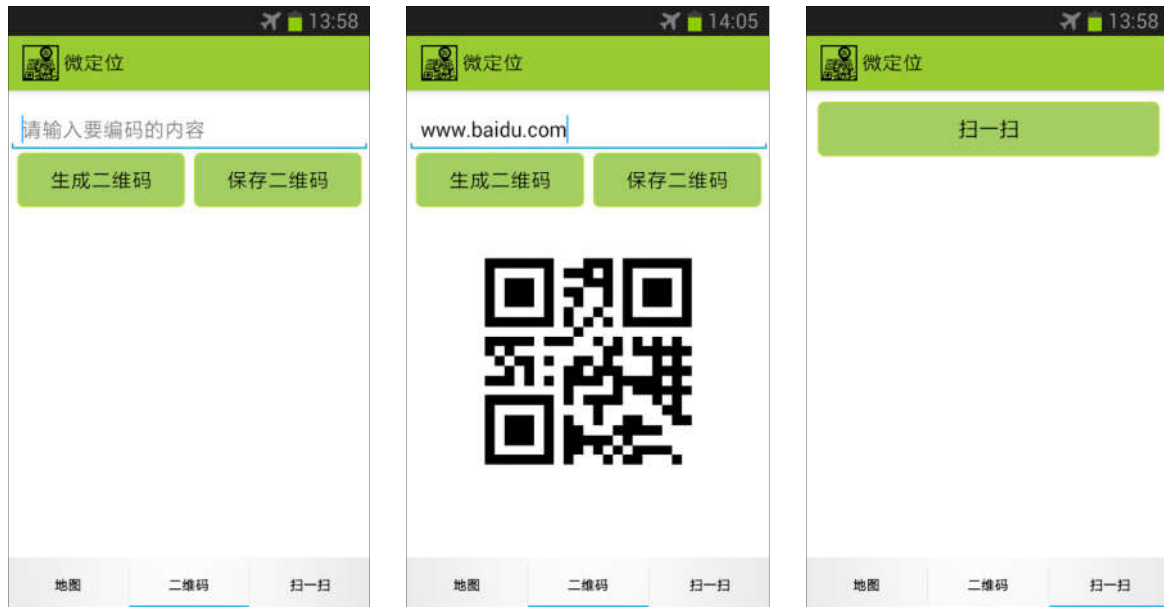 13:58
微定位
请输入要编码的内容
生成二维码 保存二维码
地图 二维码 扫一扫
14:05
微定位
www.baidu.com
生成二维码 保存二维码
地图 二维码 扫一扫
13:58
微定位
扫一扫
地图 二维码 扫一扫